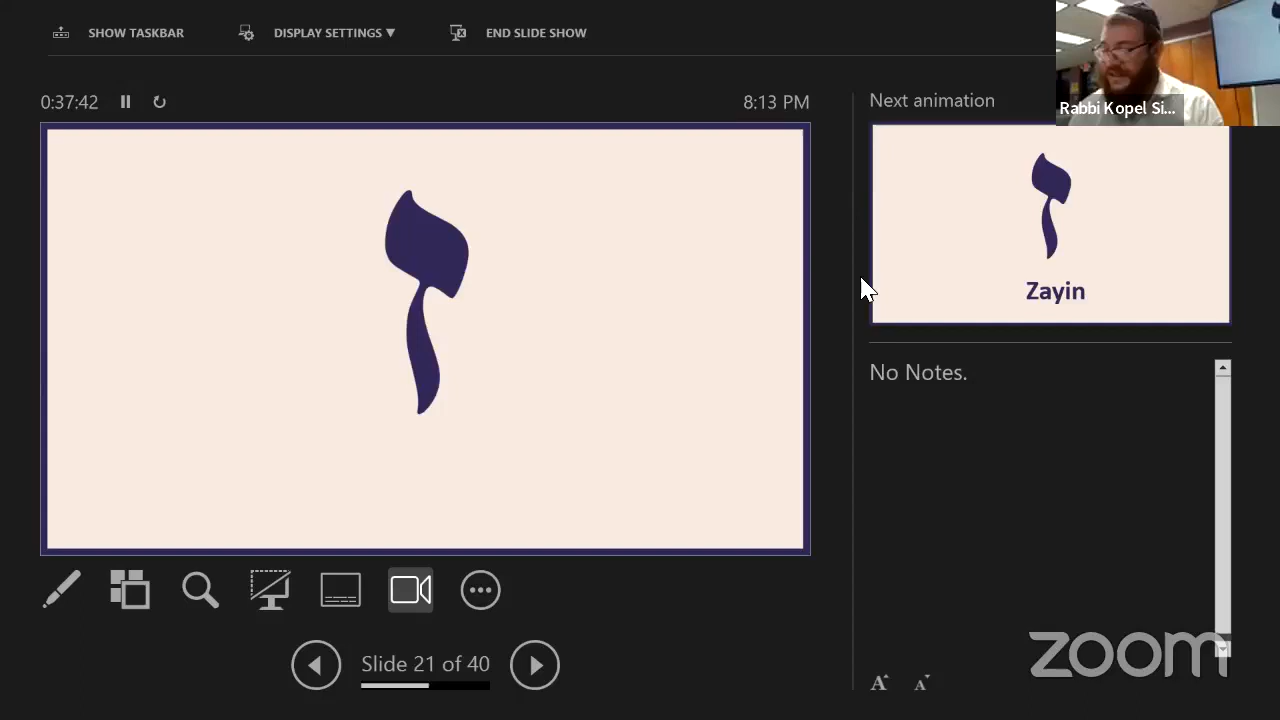 SHOW TASKBAR
DISPLAY SETTINGS ▼
END SLIDE SHOW
0:37:42
8:13 PM
Next animation
Rabbi Kopel Si...
ז
ז
Zayin
No Notes.
Slide 21 of 40
A A
zoom